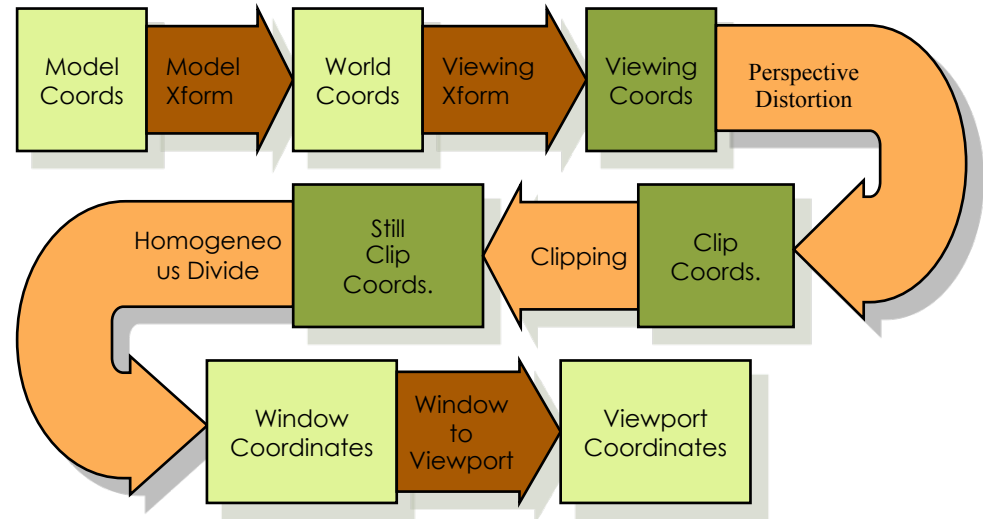 Model
Coords
Model
Xform
World
Coords
Viewing
Xform
Viewing
Coords
Perspective
Distortion
Clip
Coords.
Clipping
Still
Clip
Coords.
Homogeneo
us Divide
Window
Coordinates
Window
to
Viewport
Viewport
Coordinates